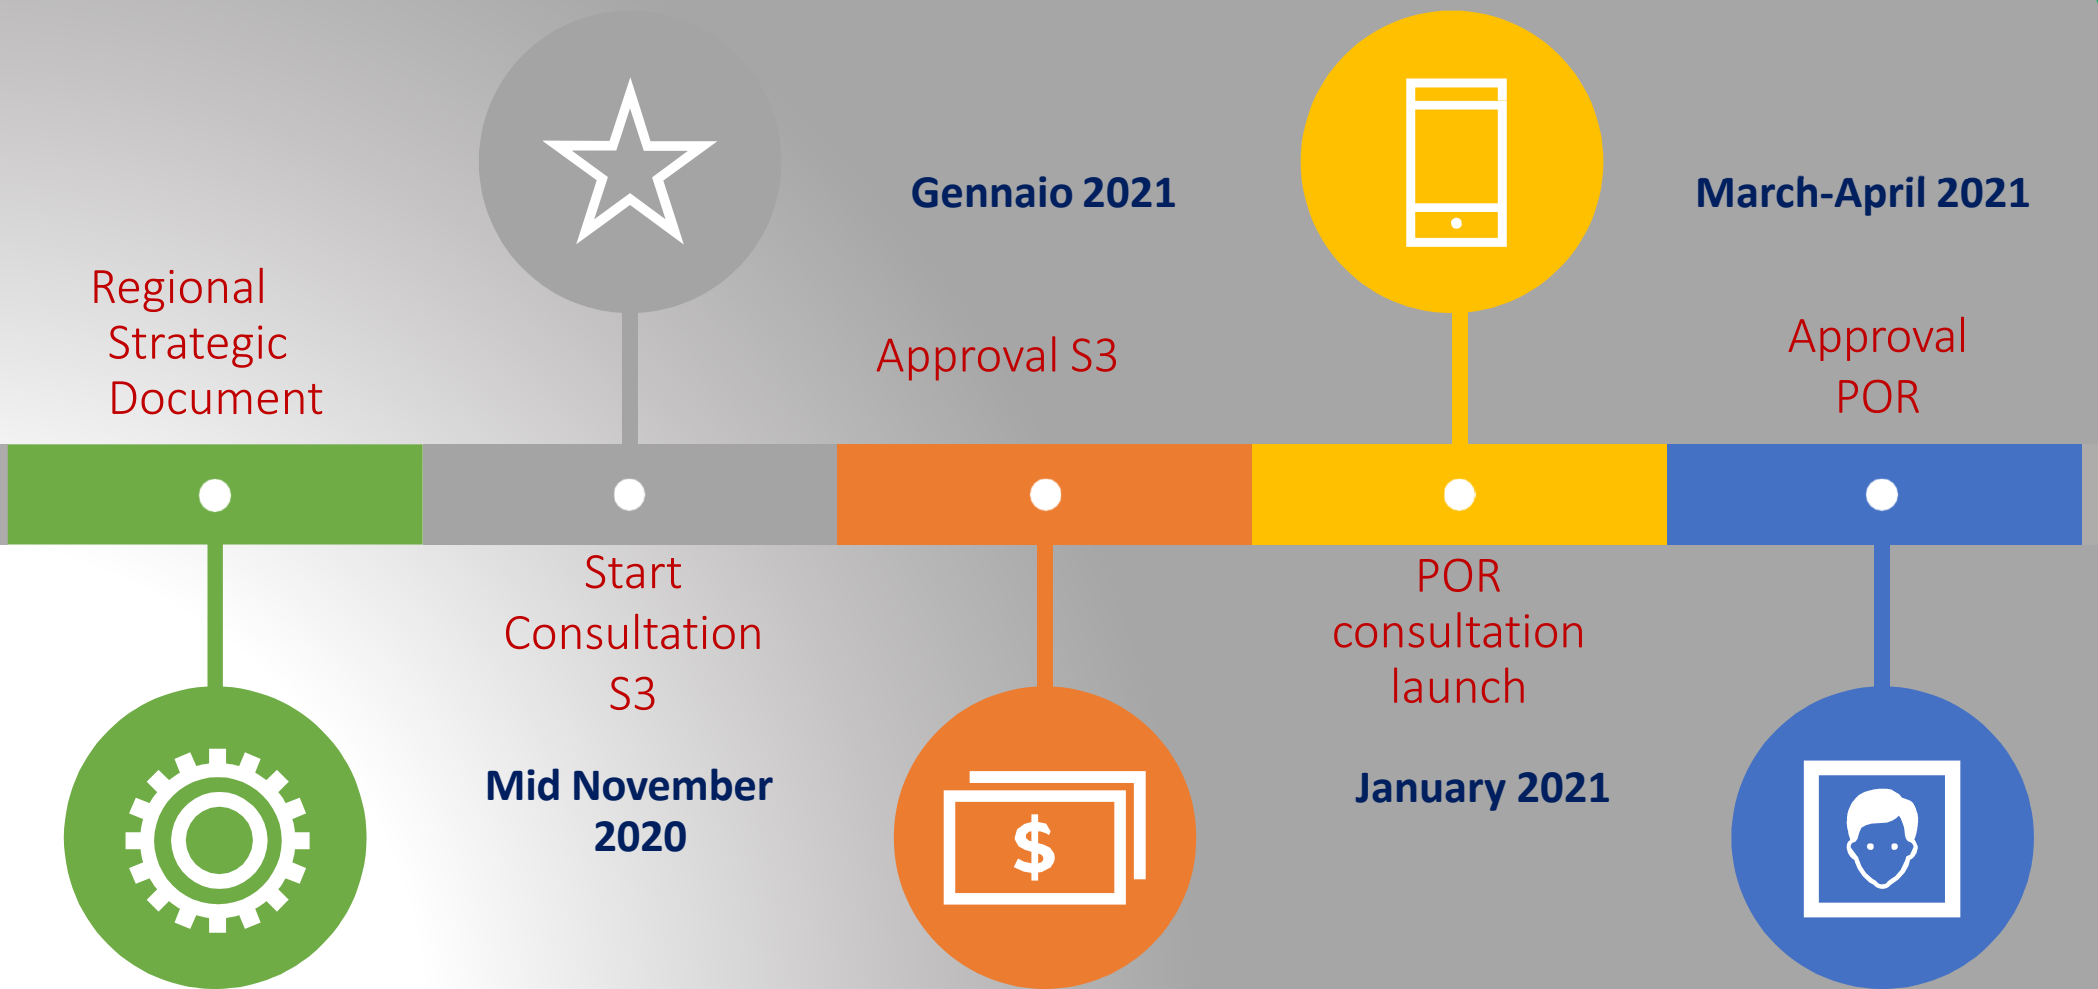 Regional
Strategic
Document
Start
Consultation
S3
Mid November
2020
Gennaio 2021
Approval S3
POR
consultation
launch
January 2021
March-April 2021
Approval
POR
$